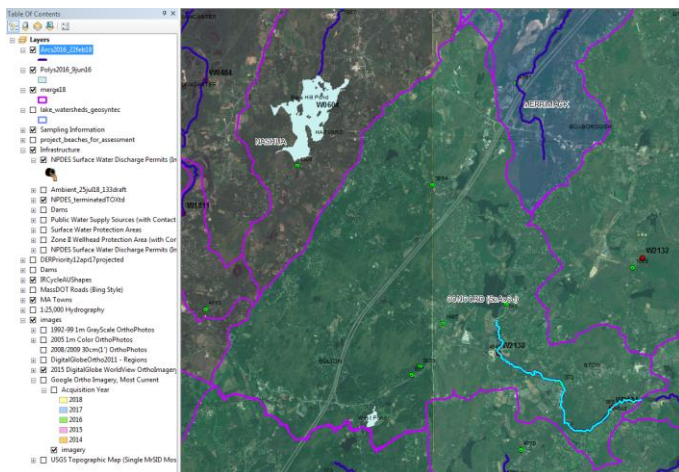 Table Of Contents
Layers
Arcs2016_22feb18
Polys2016_9jun16
merge18
lake_watersheds_geosyntec
Sampling Information
project_beaches_for_assessment
Infrastructure
NPDES Surface Water Discharge Permits (In
Ambient_25jul18_133draft
NPDES_terminatedTOXtd
Dams
Public Water Supply Sources (with Contact
Surface Water Protection Areas
Zone II Wellhead Protection Area (with Cor
NPDES Surface Water Discharge Permits (In
DERPriority12apr17projected
Dams
IRCycleAUShapes
MassDOT Roads (Bing Style)
MA Towns
1:25,000 Hydrography
images
1992-99 1m GrayScale OrthoPhotos
2005 1m Color OrthoPhotos
2008/2009 30cm(1') OrthoPhotos
DigitalGlobeOrtho2011 - Regions
2015 DigitalGlobe WorldView OrthoImagery
Google Ortho Imagery, Most Current
Acquisition Year
2018
2017
2016
2015
2014
imagery
USGS Topographic Map (Single MrSID Mos
W0604
HARVARD
NASHUA
MERRIMACK
BOXBOROUGH
W2132
BOLTON
STOW